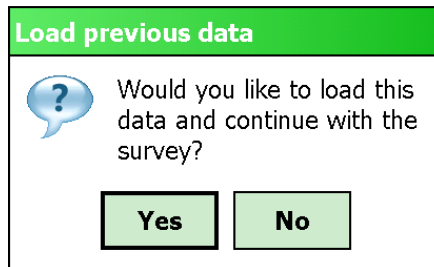 Load previous data
?
Would you like to load this
data and continue with the
survey?
Yes No